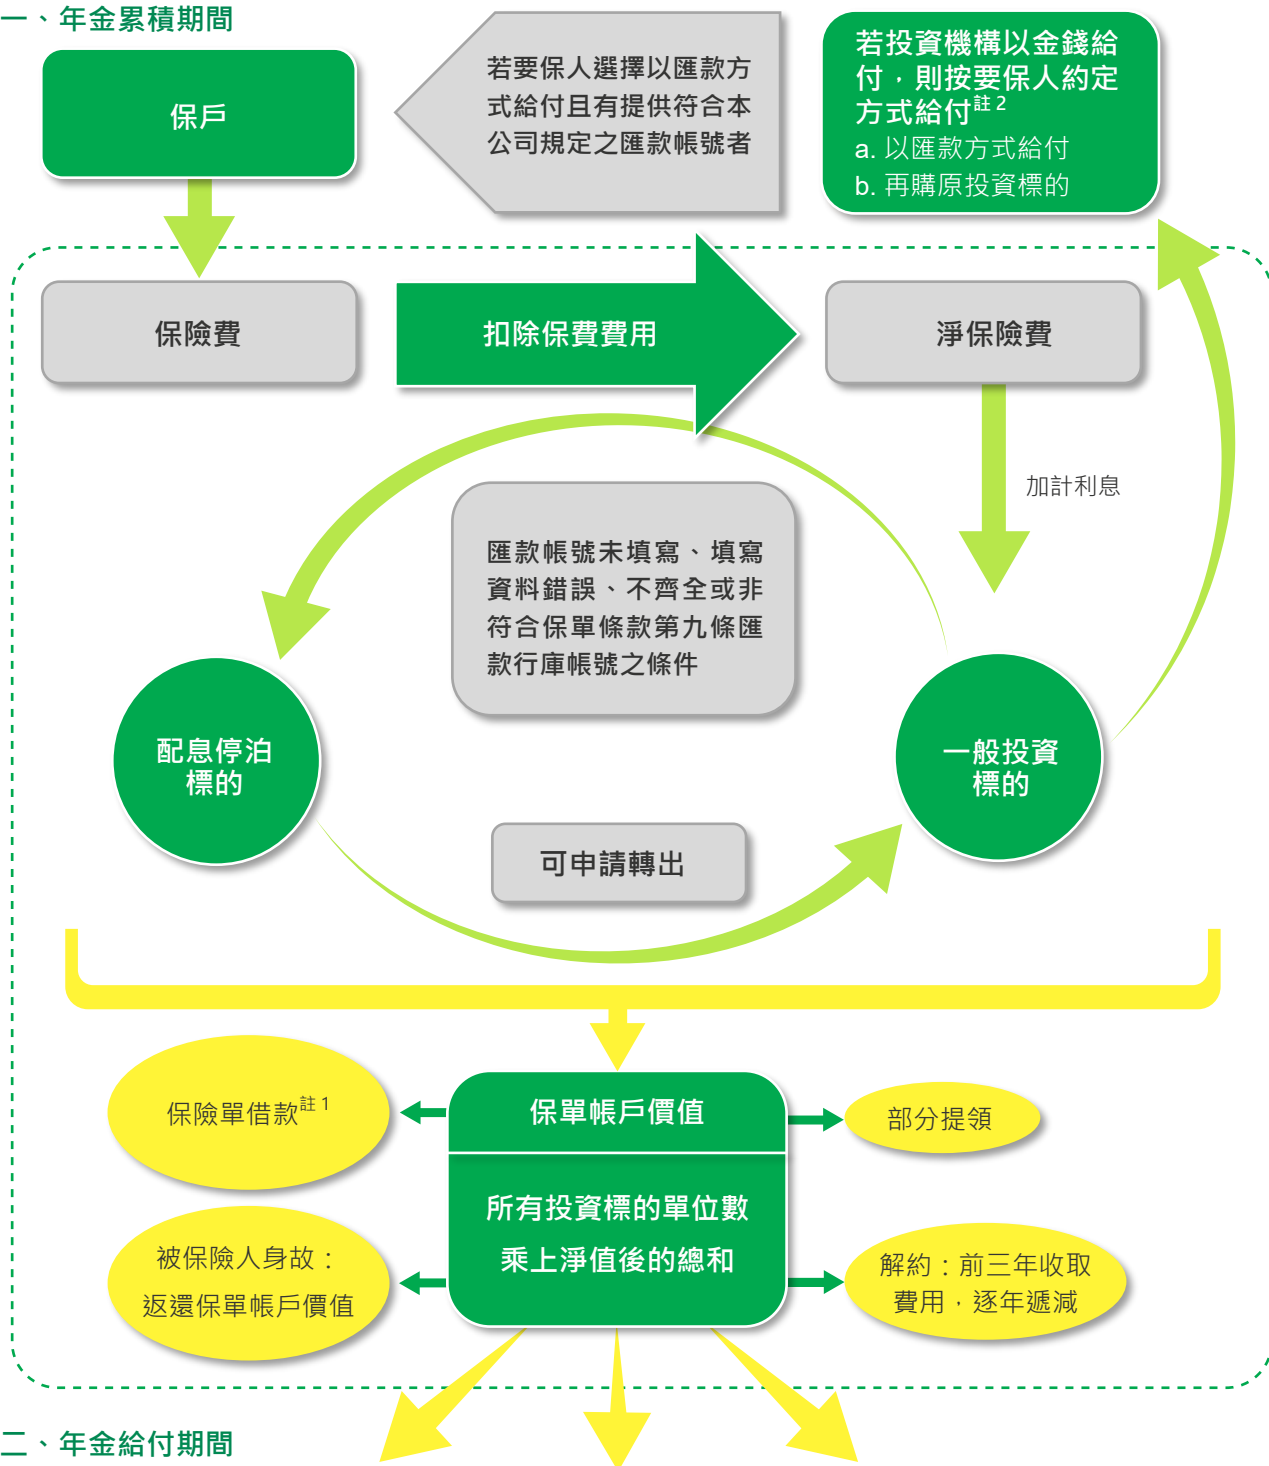 一、年金累積期間
保戶
若要保人選擇以匯款方
式給付且有提供符合本
公司規定之匯款帳號者
若投資機構以金錢給
付，則按要保人約定
方式給付註2
a. 以匯款方式給付
b. 再購原投資標的
保險費
扣除保費費用
淨保險費
加計利息
匯款帳號未填寫、填寫
資料錯誤、不齊全或非
符合保單條款第九條匯
款行庫帳號之條件
配息停泊
標的
一般投資
標的
可申請轉出
保險單借款註1
保單帳戶價值
部分提領
所有投資標的單位數
乘上淨值後的總和
被保險人身故：
返還保單帳戶價值
解約：前三年收取
費用，逐年遞減
二、年金給付期間